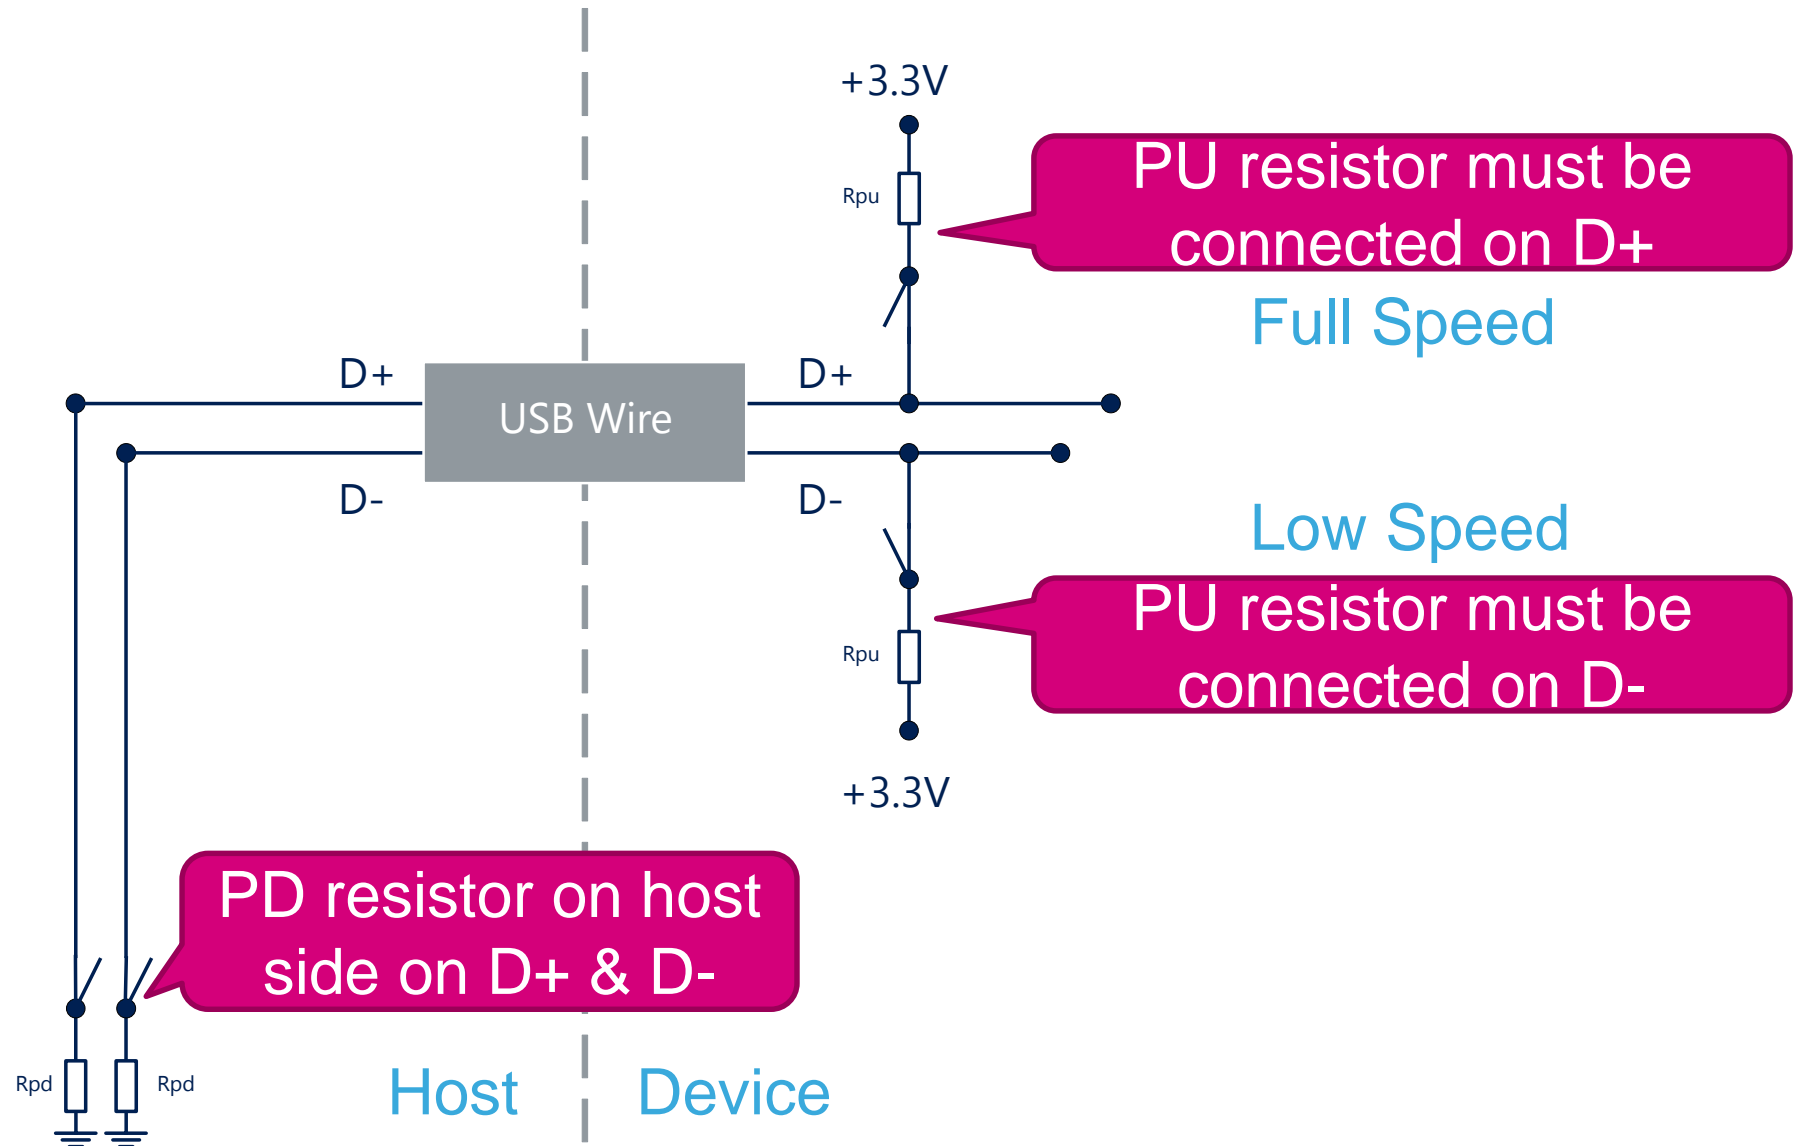 +3.3V
Rpu
PU resistor must be
connected on D+
Full Speed
D+
USB Wire
D+
D-
D-
Low Speed
PU resistor must be
connected on D-
Rpu
+3.3V
PD resistor on host
side on D+ & D-
Rpd
Rpd
Host
Device